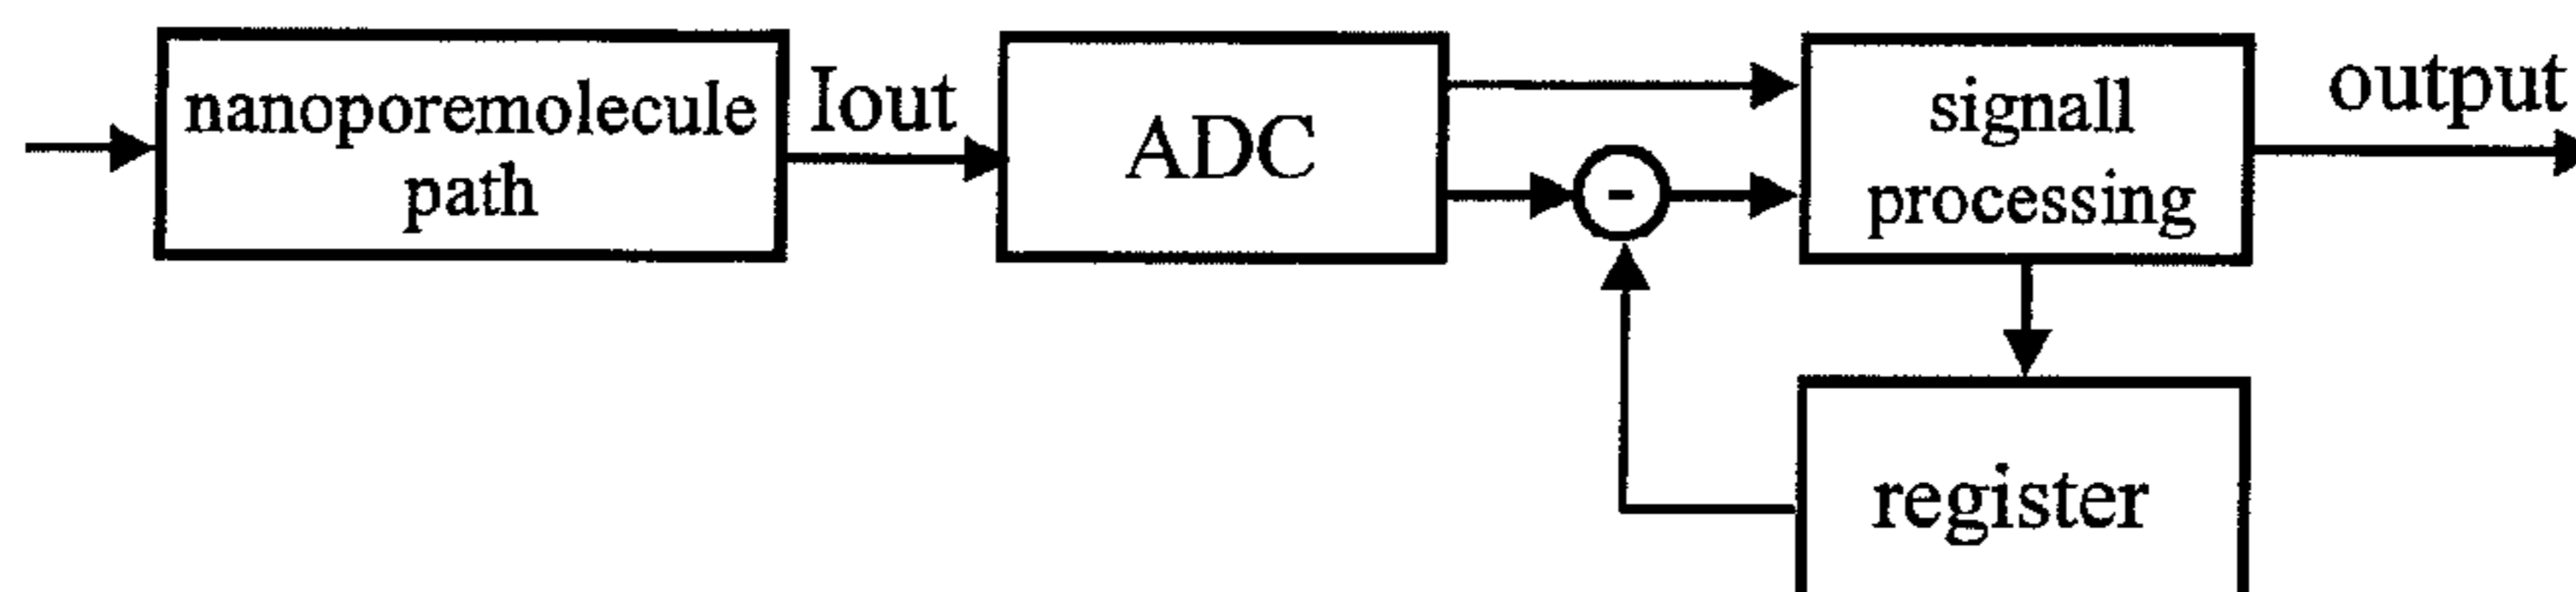 nanoporemolecule
path
Iout
ADC
-
signall
processing
output
register